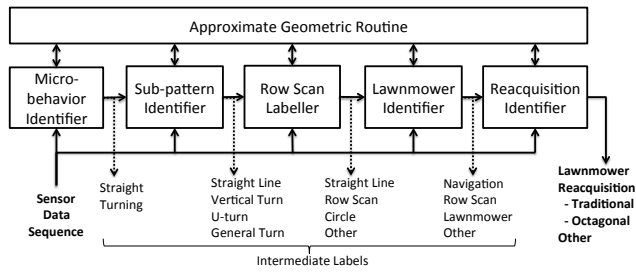 Approximate Geometric Routine
Micro-
behavior
Identifier
Sub-pattern
Identifier
Row Scan
Labeller
Lawnmower
Identifier
Reacquisition
Identifier
Sensor
Data
Sequence
Straight
Turning
Straight Line
Vertical Turn
U-turn
General Turn
Straight Line
Row Scan
Circle
Other
Navigation
Row Scan
Lawnmower
Other
Lawnmower
Reacquisition
- Traditional
- Octagonal
Other
Intermediate Labels